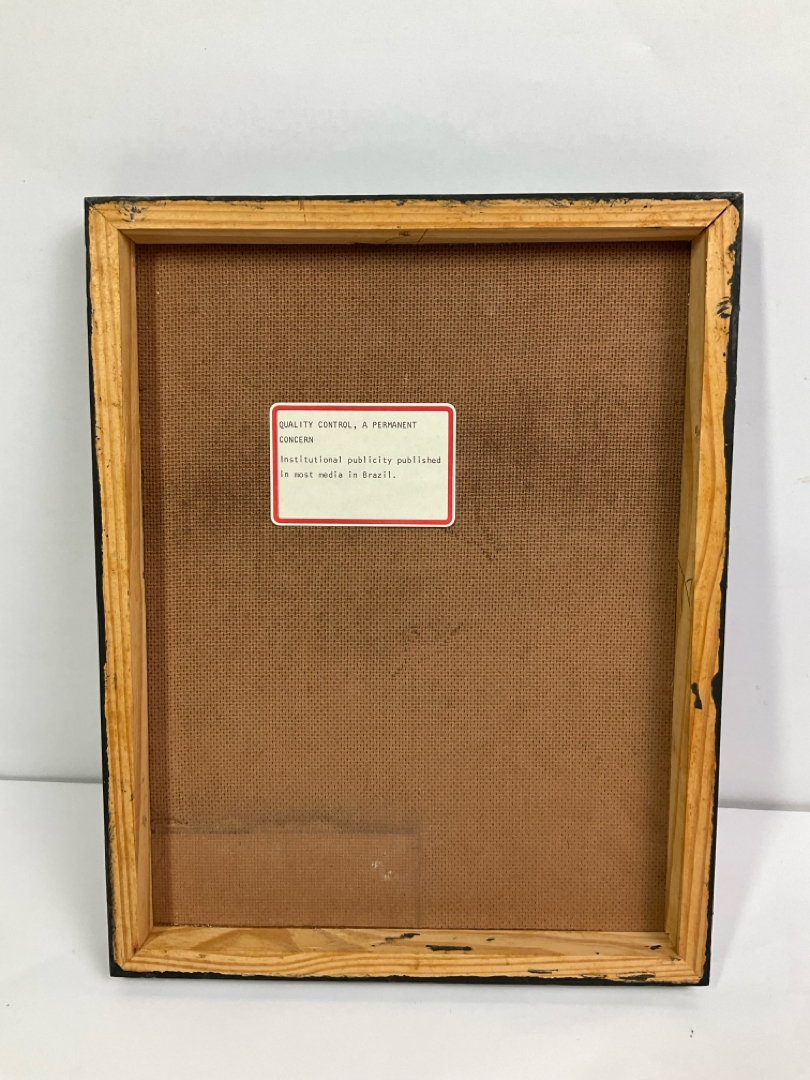 QUALITY CONTROL, A PERMANENT
CONCERN
Institutional publicity published
in most media in Brazil.